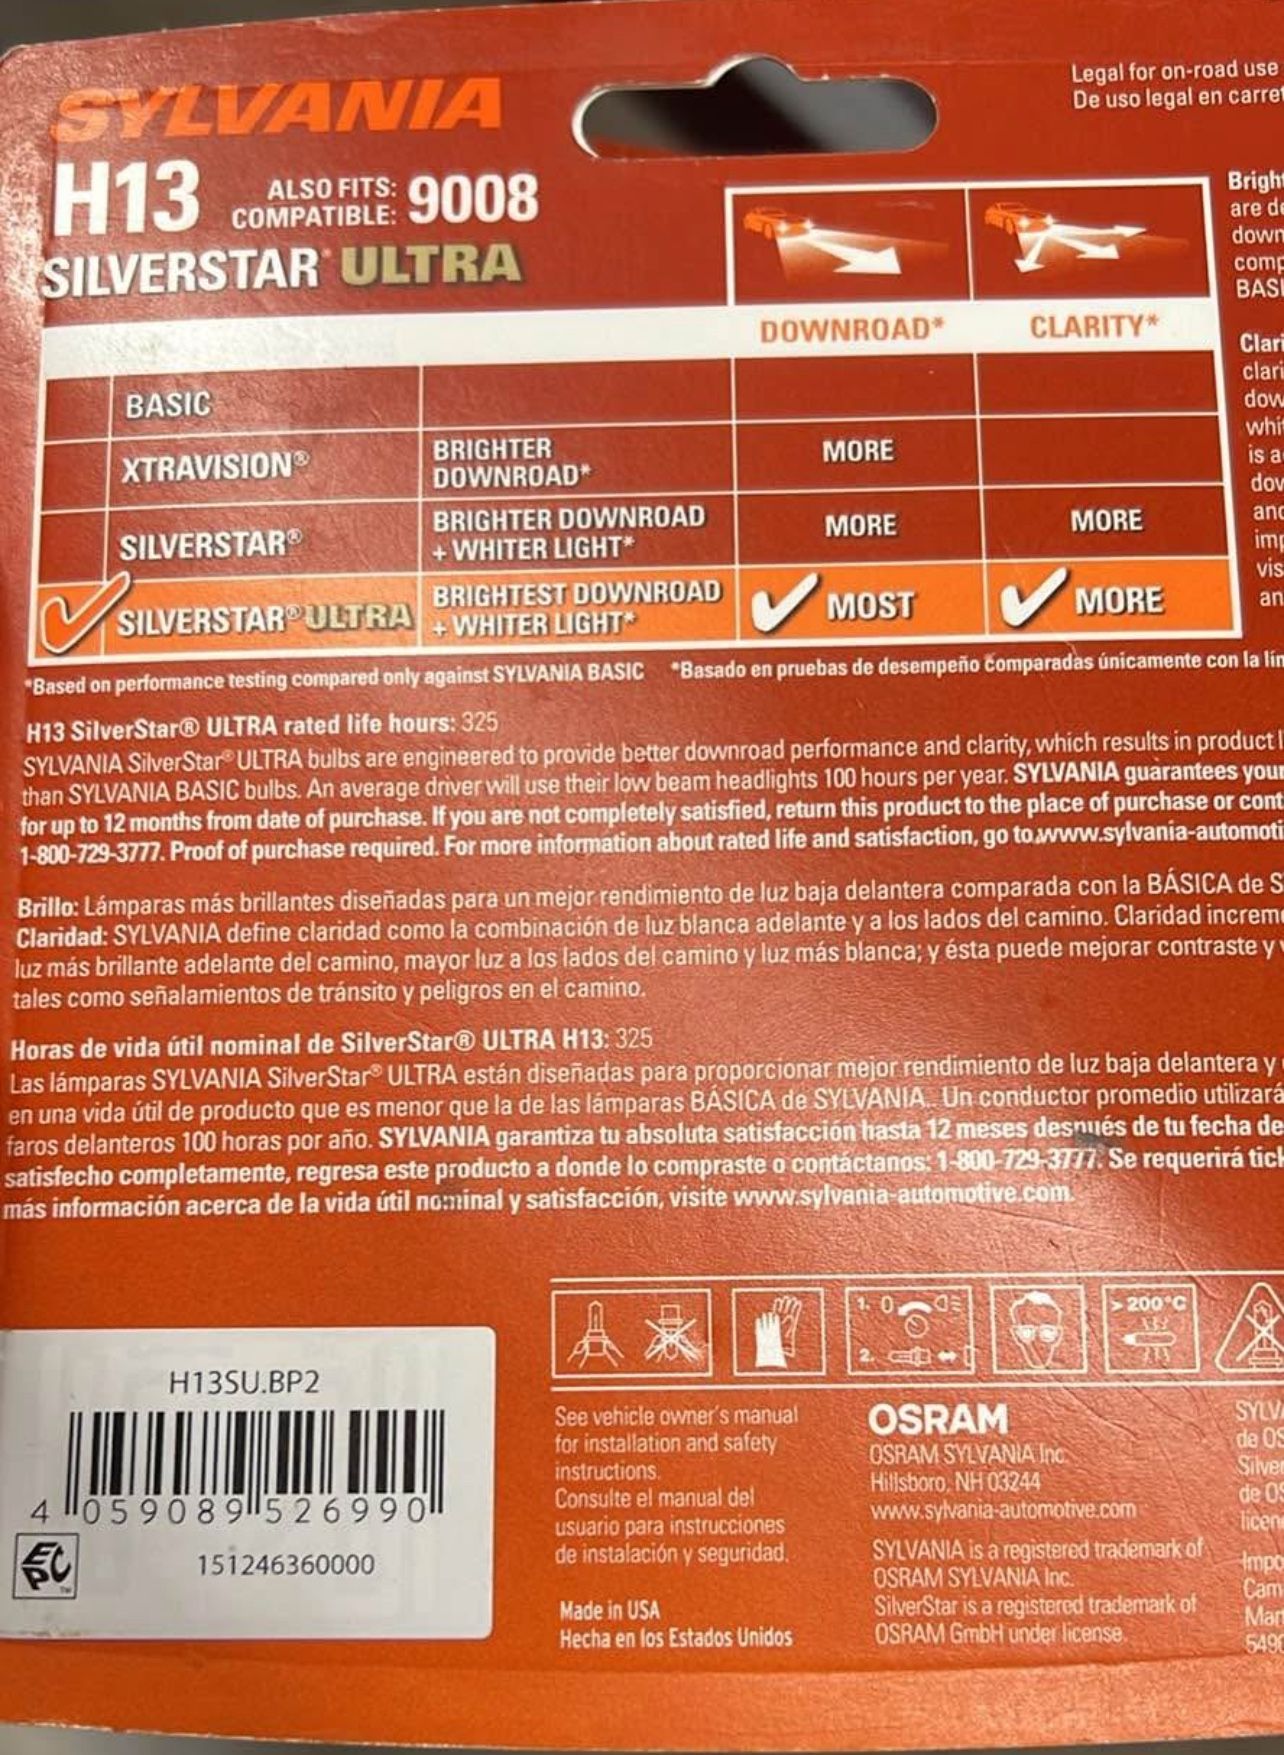 SYLVANIA
Legal for on-road use
De uso legal en carret
H13 ALSO FITS: COMPATIBLE: 9008
SILVERSTAR® ULTRA
Bright
are de
down
comp
BASI
DOWNROAD* CLARITY*
Clari
clari
dow
whit
is a
dov
and
imp
vis
an
BASIC
XTRAVISION® BRIGHTER DOWNROAD* MORE
SILVERSTAR® BRIGHTER DOWNROAD + WHITER LIGHT* MORE MORE
SILVERSTAR® ULTRA BRIGHTEST DOWNROAD + WHITER LIGHT* MOST MORE
*Based on performance testing compared only against SYLVANIA BASIC *Basado en pruebas de desempeño comparadas únicamente con la lín
H13 SilverStar® ULTRA rated life hours: 325
SYLVANIA SilverStar® ULTRA bulbs are engineered to provide better downroad performance and clarity, which results in product l
than SYLVANIA BASIC bulbs. An average driver will use their low beam headlights 100 hours per year. SYLVANIA guarantees your
for up to 12 months from date of purchase. If you are not completely satisfied, return this product to the place of purchase or cont
1-800-729-3777. Proof of purchase required. For more information about rated life and satisfaction, go to www.sylvania-automoti
Brillo: Lámparas más brillantes diseñadas para un mejor rendimiento de luz baja delantera comparada con la BÁSICA de S
Claridad: SYLVANIA define claridad como la combinación de luz blanca adelante y a los lados del camino. Claridad increm
luz más brillante adelante del camino, mayor luz a los lados del camino y luz más blanca; y ésta puede mejorar contraste y
tales como señalamientos de tránsito y peligros en el camino.
Horas de vida útil nominal de SilverStar® ULTRA H13: 325
Las lámparas SYLVANIA SilverStar® ULTRA están diseñadas para proporcionar mejor rendimiento de luz baja delantera y
en una vida útil de producto que es menor que la de las lámparas BÁSICA de SYLVANIA.. Un conductor promedio utilizará
faros delanteros 100 horas por año. SYLVANIA garantiza tu absoluta satisfacción hasta 12 meses después de tu fecha de
satisfecho completamente, regresa este producto a donde lo compraste o contáctanos: 1-800-729-3777. Se requerirá tick
más información acerca de la vida útil nominal y satisfacción, visite www.sylvania-automotive.com.
1. 0
2.
> 200°C
H13SU.BP2
4 059089 526990
EPC™
151246360000
See vehicle owner's manual
for installation and safety
instructions.
Consulte el manual del
usuario para instrucciones
de instalación y seguridad.
Made in USA
Hecha en los Estados Unidos
OSRAM
OSRAM SYLVANIA Inc.
Hillsboro, NH 03244
www.sylvania-automotive.com
SYLVANIA is a registered trademark of
OSRAM SYLVANIA Inc.
SilverStar is a registered trademark of
OSRAM GmbH under license.
SYLVA
de OS
Silver
de OS
licen
Impo
Cam
Mar
5490